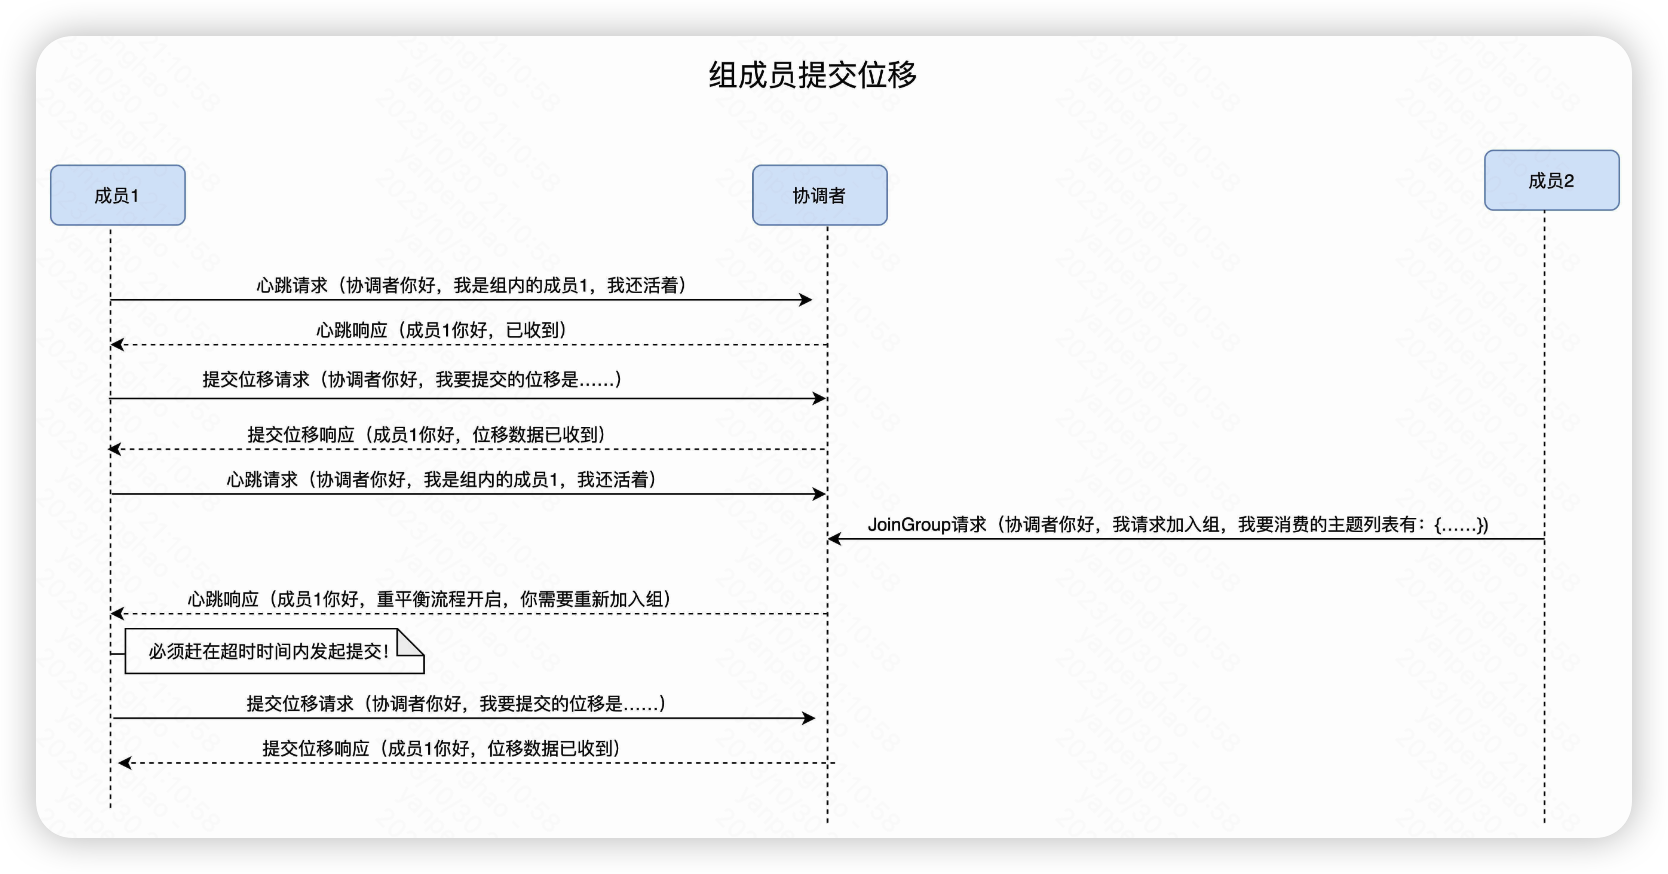 组成员提交位移
成员1
协调者
成员2
心跳请求（协调者你好，我是组内的成员1，我还活着）
心跳响应（成员1你好，已收到）
提交位移请求（协调者你好，我要提交的位移是……）
提交位移响应（成员1你好，位移数据已收到）
心跳请求（协调者你好，我是组内的成员1，我还活着）
JoinGroup请求（协调者你好，我请求加入组，我要消费的主题列表有：{……})
心跳响应（成员1你好，重平衡流程开启，你需要重新加入组）
必须赶在超时时间内发起提交！
提交位移请求（协调者你好，我要提交的位移是……）
提交位移响应（成员1你好，位移数据已收到）